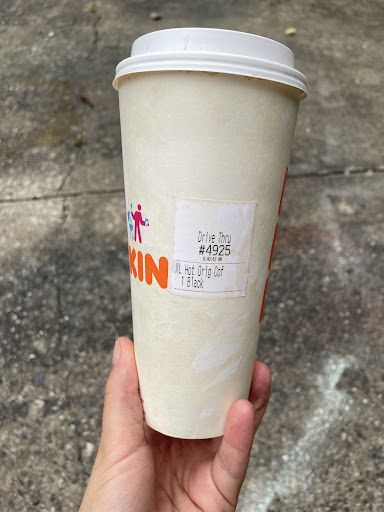 KIN
Drive Thru
#4925
XL Hot Orig Cof
1 Black